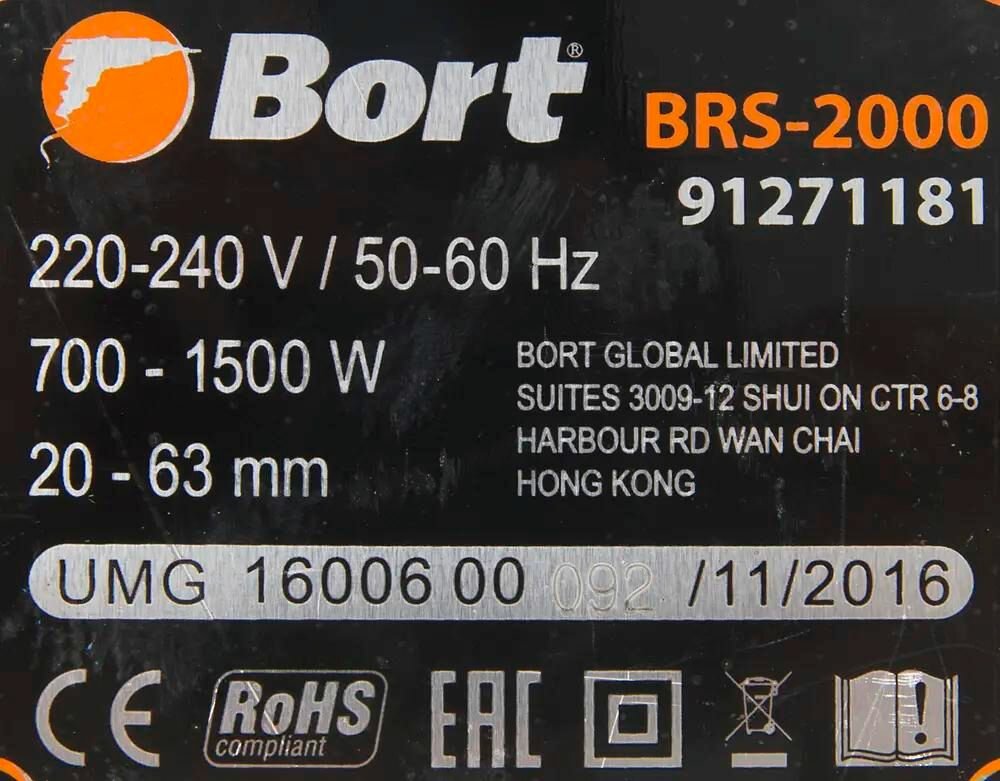 Bort®
BRS-2000
91271181
220-240 V / 50-60 Hz
700 - 1500 W
20 - 63 mm
BORT GLOBAL LIMITED
SUITES 3009-12 SHUI ON CTR 6-8
HARBOUR RD WAN CHAI
HONG KONG
UMG 16006 00 092 /11/2016
CE RoHS compliant EAC